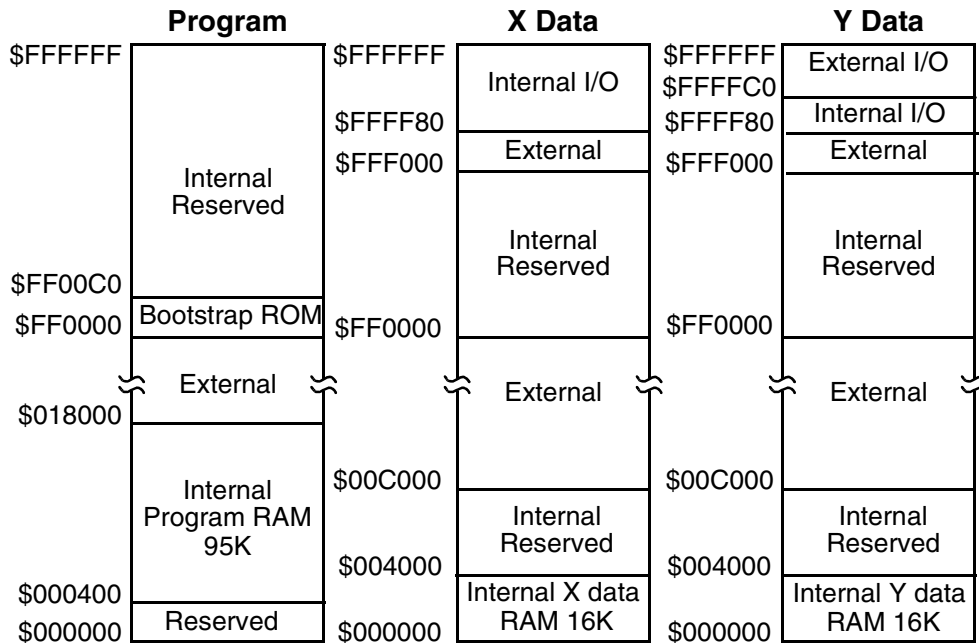 Program
$FFFFFF
Internal
Reserved
$FF00C0
Bootstrap ROM
$FF0000
External
$018000
Internal
Program RAM
95K
$000400
Reserved
$000000
X Data
$FFFFFF
Internal I/O
$FFFF80
External
$FFF000
Internal
Reserved
$FF0000
External
$00C000
Internal
Reserved
$004000
Internal X data
RAM 16K
$000000
Y Data
$FFFFFF
External I/O
$FFFFC0
Internal I/O
$FFFF80
External
$FFF000
Internal
Reserved
$FF0000
External
$00C000
Internal
Reserved
$004000
Internal Y data
RAM 16K
$000000